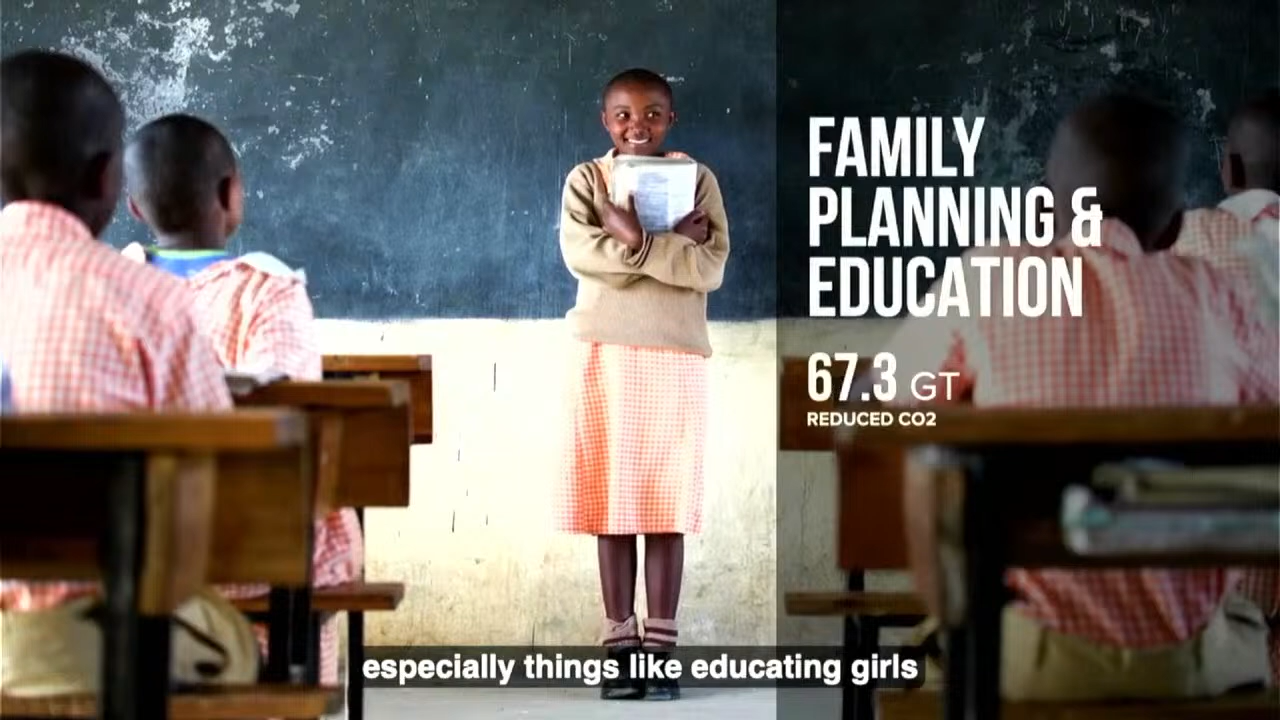 FAMILY
PLANNING &
EDUCATION
67.3 GT
REDUCED CO2
especially things like educating girls